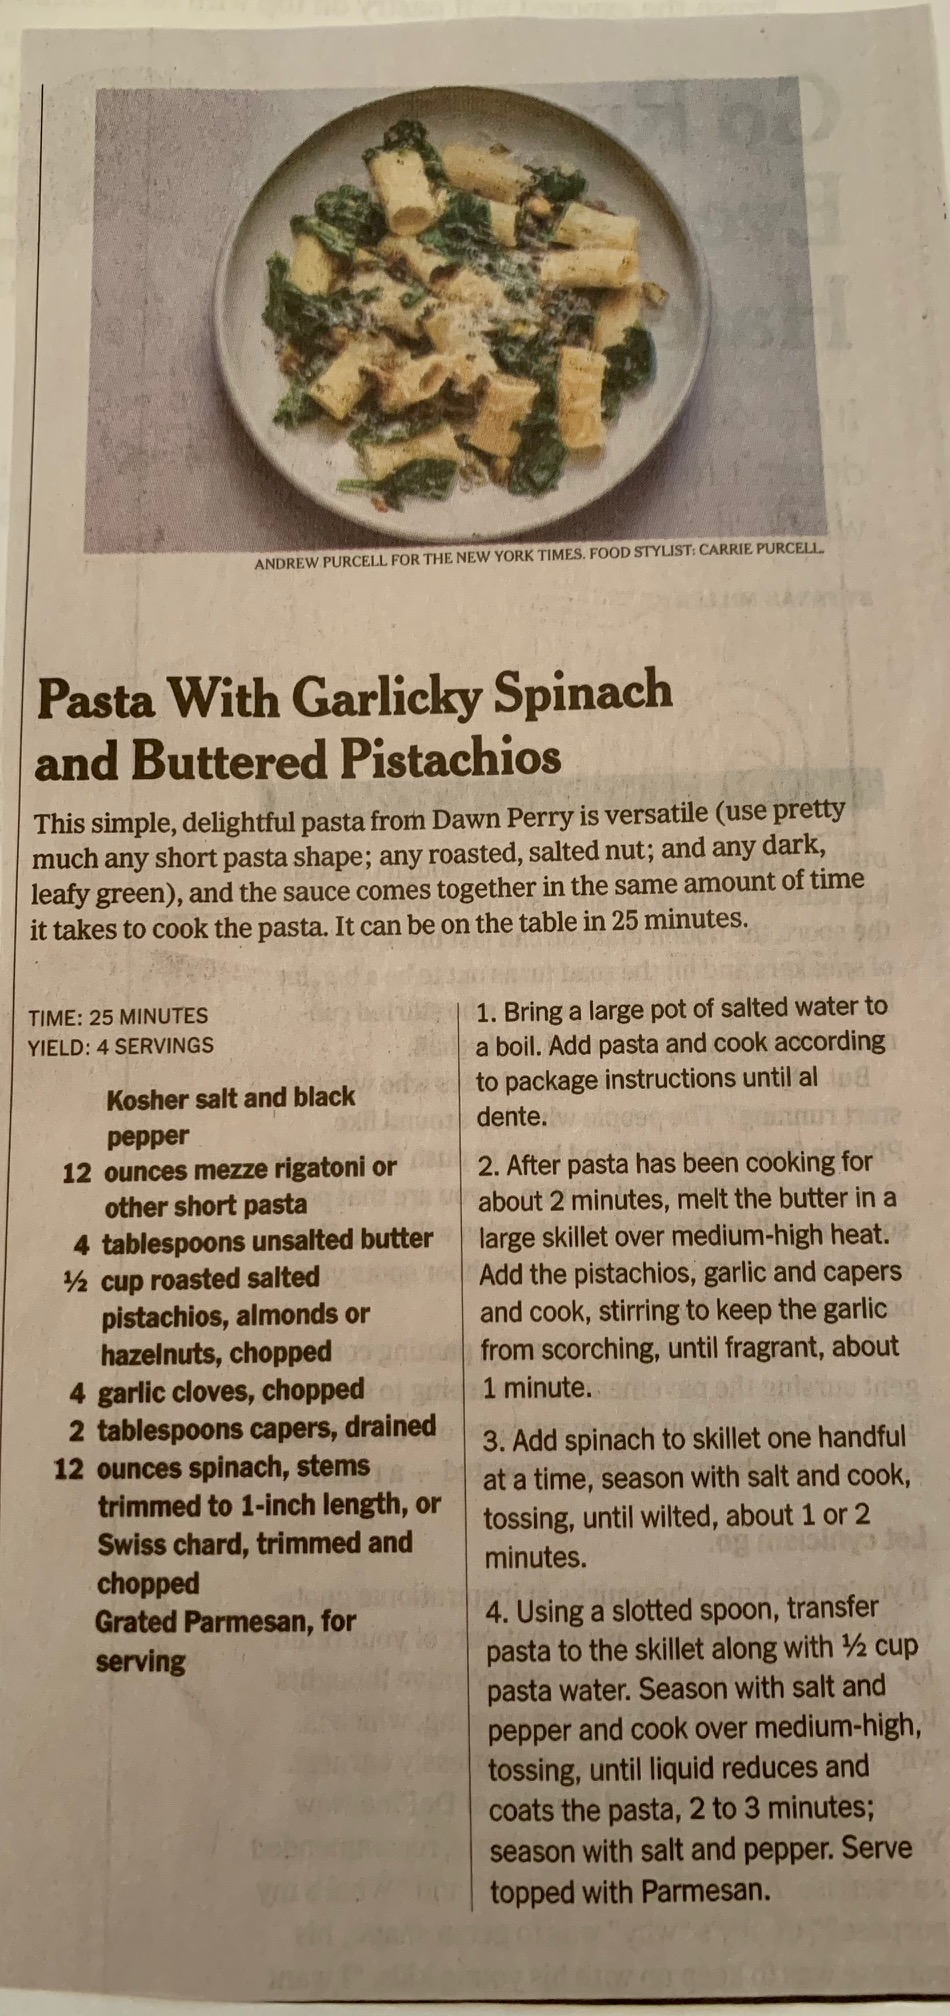 ANDREW PURCELL FOR THE NEW YORK TIMES. FOOD STYLIST: CARRIE PURCELL.
Pasta With Garlicky Spinach
and Buttered Pistachios
This simple, delightful pasta from Dawn Perry is versatile (use pretty
much any short pasta shape; any roasted, salted nut; and any dark,
leafy green), and the sauce comes together in the same amount of time
it takes to cook the pasta. It can be on the table in 25 minutes.
TIME: 25 MINUTES
YIELD: 4 SERVINGS
Kosher salt and black
pepper
12 ounces mezze rigatoni or
other short pasta
4 tablespoons unsalted butter
½ cup roasted salted
pistachios, almonds or
hazelnuts, chopped
4 garlic cloves, chopped
2 tablespoons capers, drained
12 ounces spinach, stems
trimmed to 1-inch length, or
Swiss chard, trimmed and
chopped
Grated Parmesan, for
serving
1. Bring a large pot of salted water to
a boil. Add pasta and cook according
to package instructions until al
dente.
2. After pasta has been cooking for
about 2 minutes, melt the butter in a
large skillet over medium-high heat.
Add the pistachios, garlic and capers
and cook, stirring to keep the garlic
from scorching, until fragrant, about
1 minute.
3. Add spinach to skillet one handful
at a time, season with salt and cook,
tossing, until wilted, about 1 or 2
minutes.
4. Using a slotted spoon, transfer
pasta to the skillet along with ½ cup
pasta water. Season with salt and
pepper and cook over medium-high,
tossing, until liquid reduces and
coats the pasta, 2 to 3 minutes;
season with salt and pepper. Serve
topped with Parmesan.